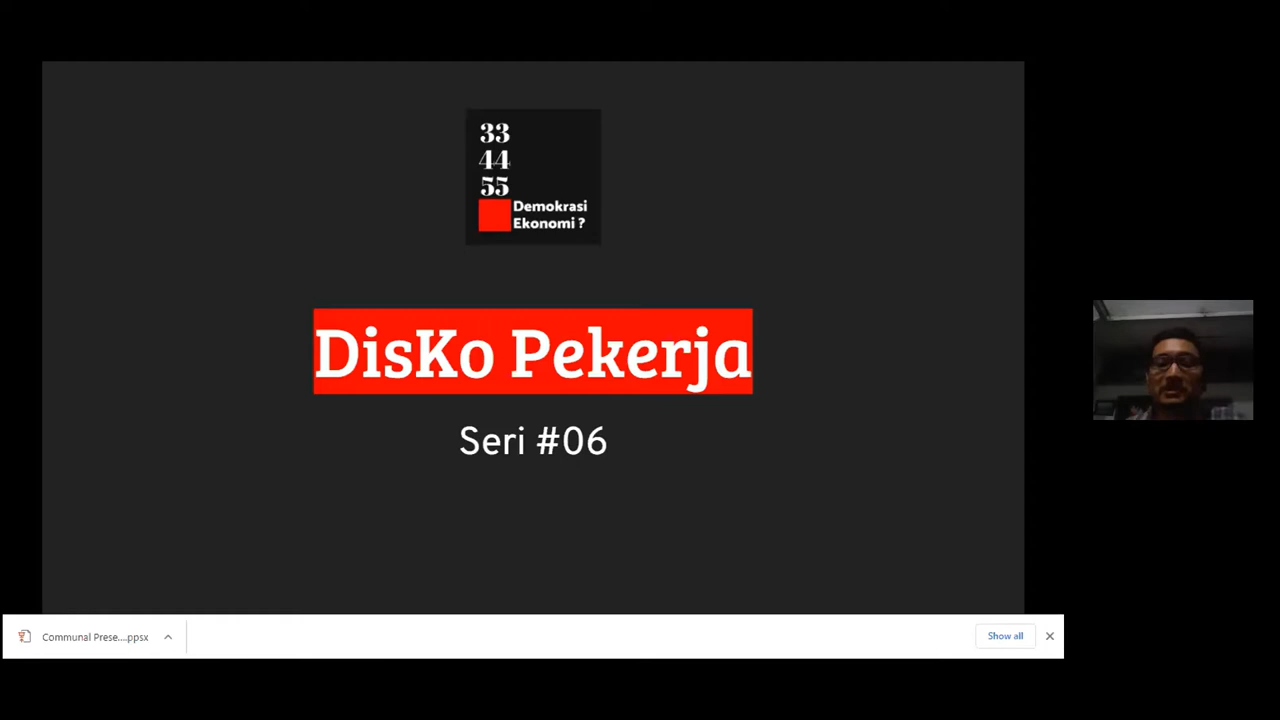 33
44
55
Demokrasi
Ekonomi ?
DisKo Pekerja
Seri #06
Communal Prese....ppsx
Show all